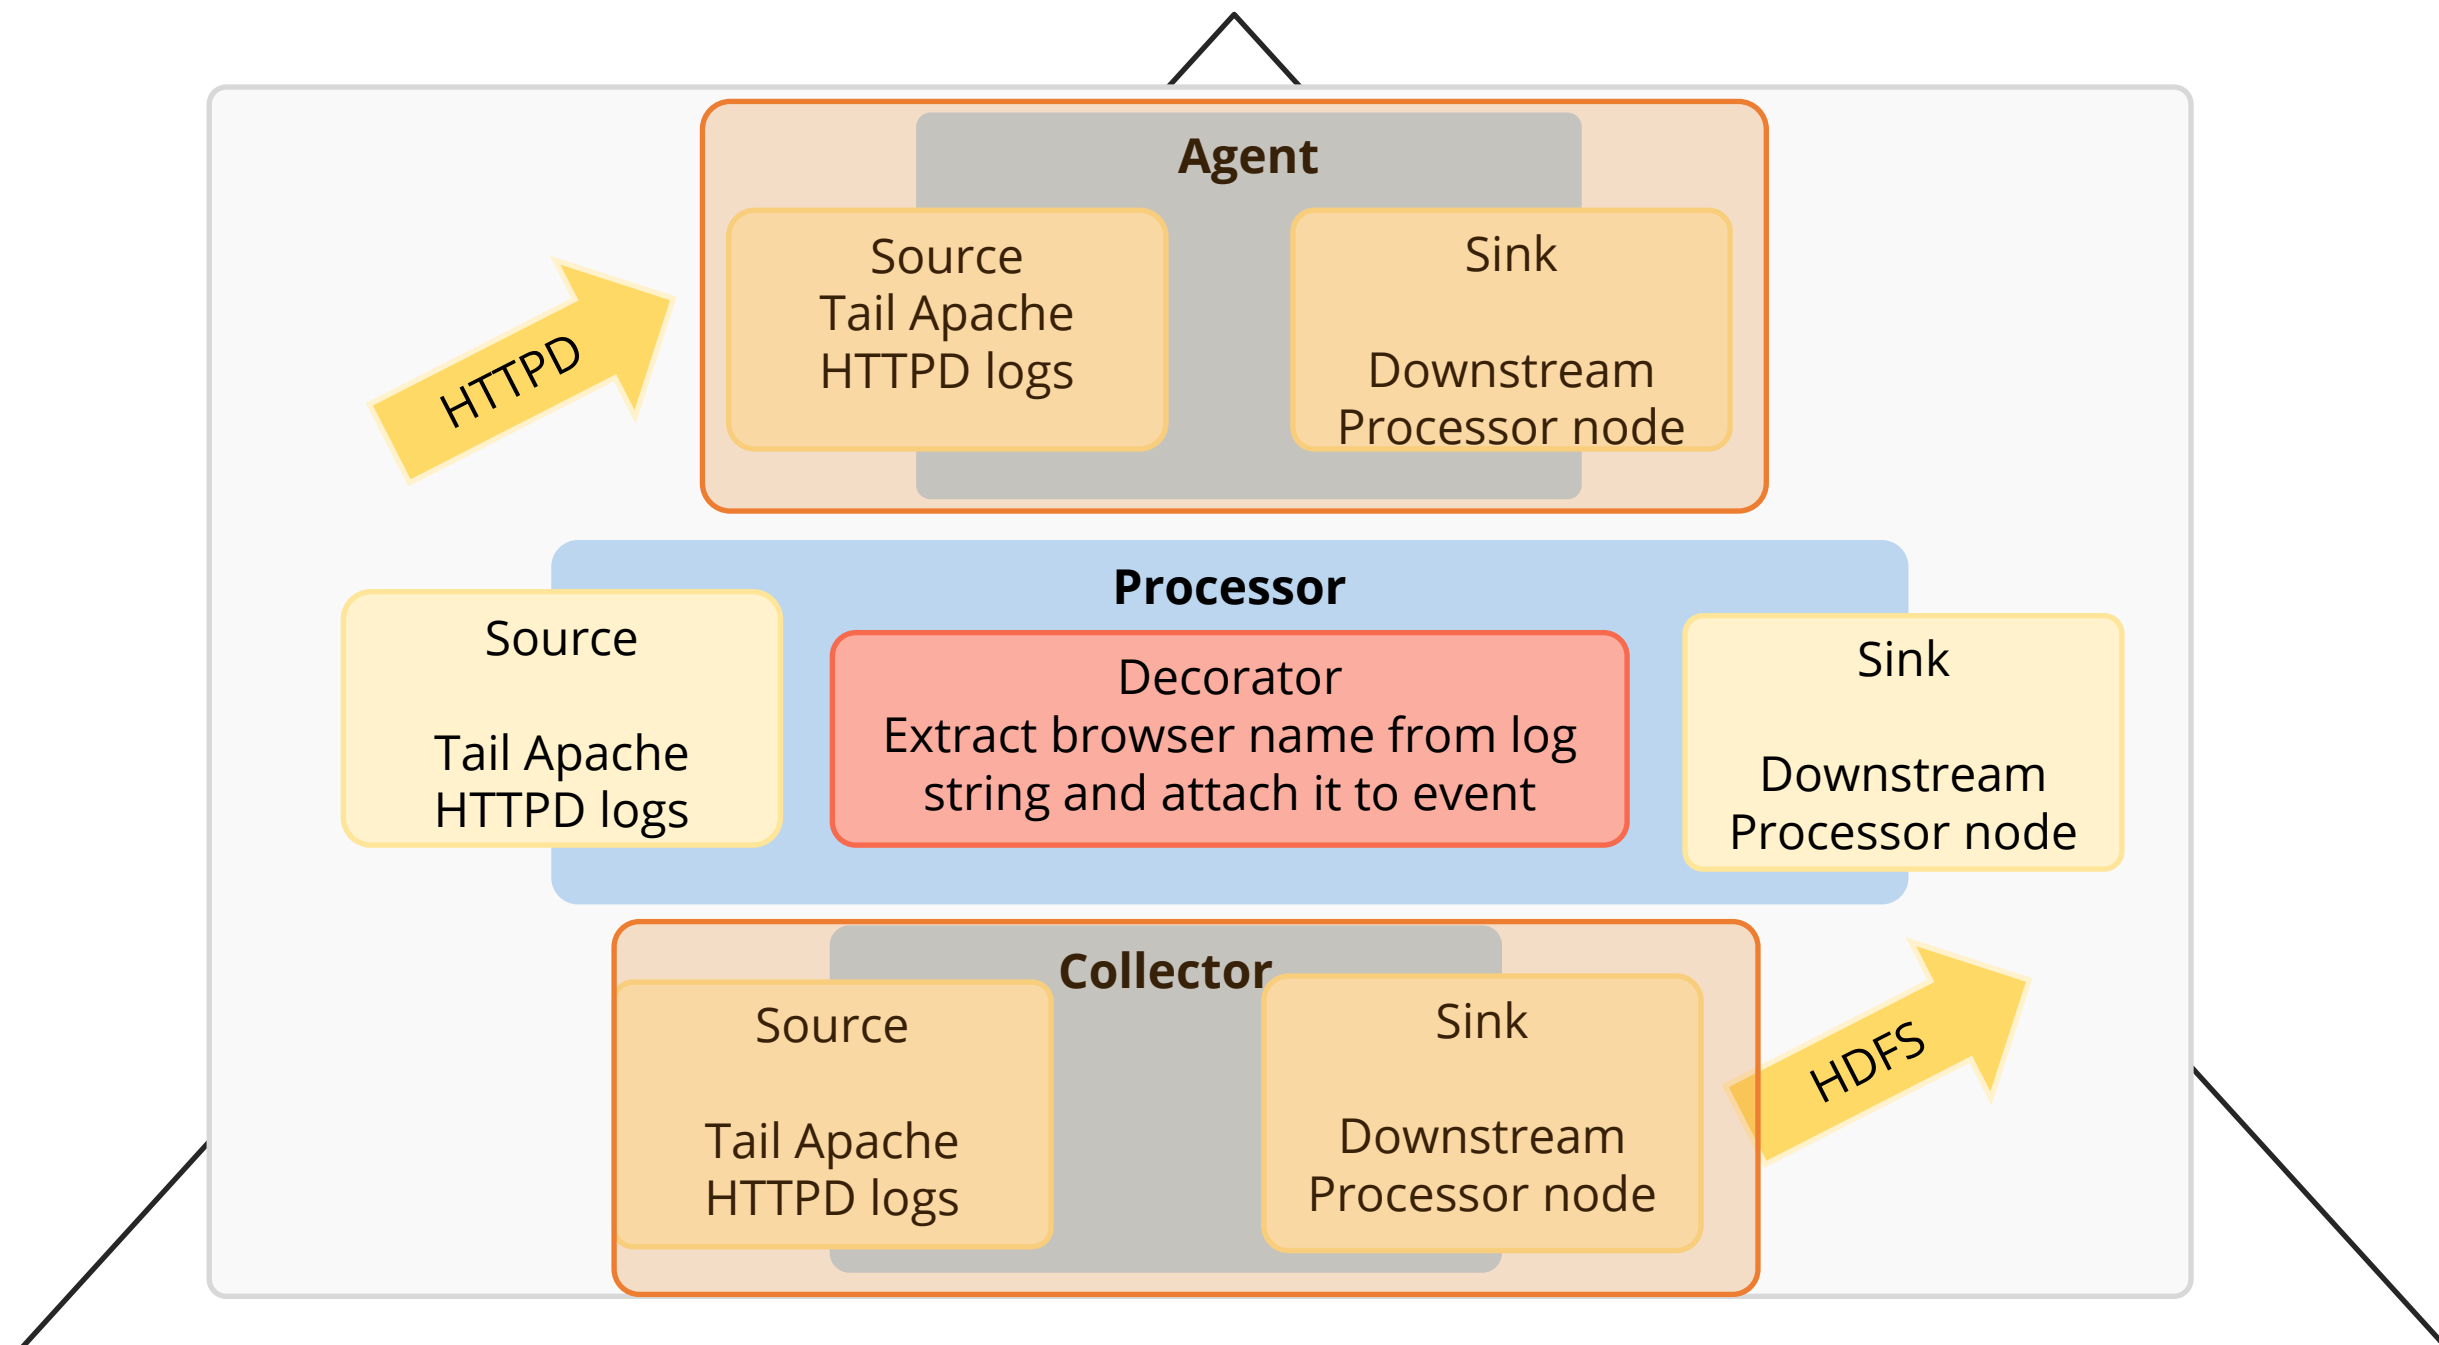 Agent
Source
Tail Apache
HTTPD logs
Sink
Downstream
Processor node
HTTPD
Processor
Source
Tail Apache
HTTPD logs
Decorator
Extract browser name from log
string and attach it to event
Sink
Downstream
Processor node
Collector
Source
Tail Apache
HTTPD logs
Sink
Downstream
Processor node
HDFS